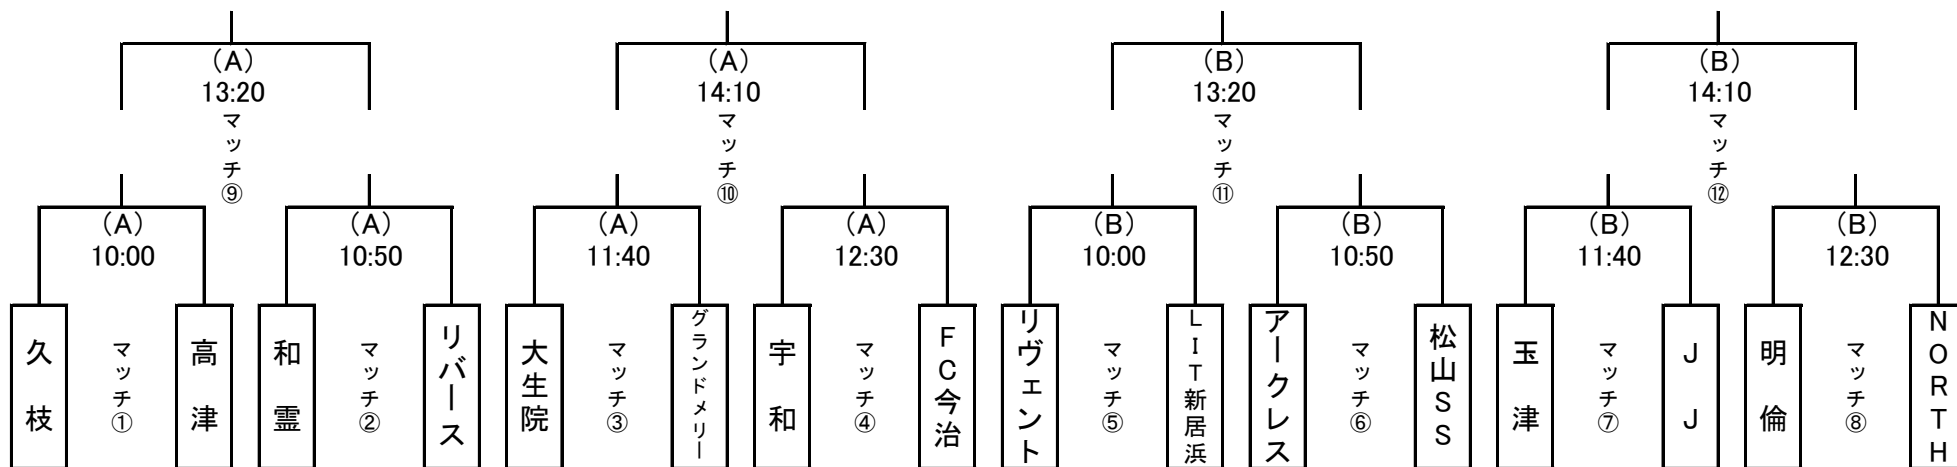 (A)
13:20
マッチ⑨
(A)
14:10
マッチ⑩
(B)
13:20
マッチ⑪
(B)
14:10
マッチ⑫
(A)
10:00
(A)
10:50
(A)
11:40
(A)
12:30
(B)
10:00
(B)
10:50
(B)
11:40
(B)
12:30
久枝
マッチ①
高津
和霊
マッチ②
リバース
大生院
マッチ③
グランドメリー
宇和
マッチ④
FC今治
リヴェント
マッチ⑤
LIT新居浜
アークレス
マッチ⑥
松山SS
玉津
マッチ⑦
JJ
明倫
マッチ⑧
NORTH